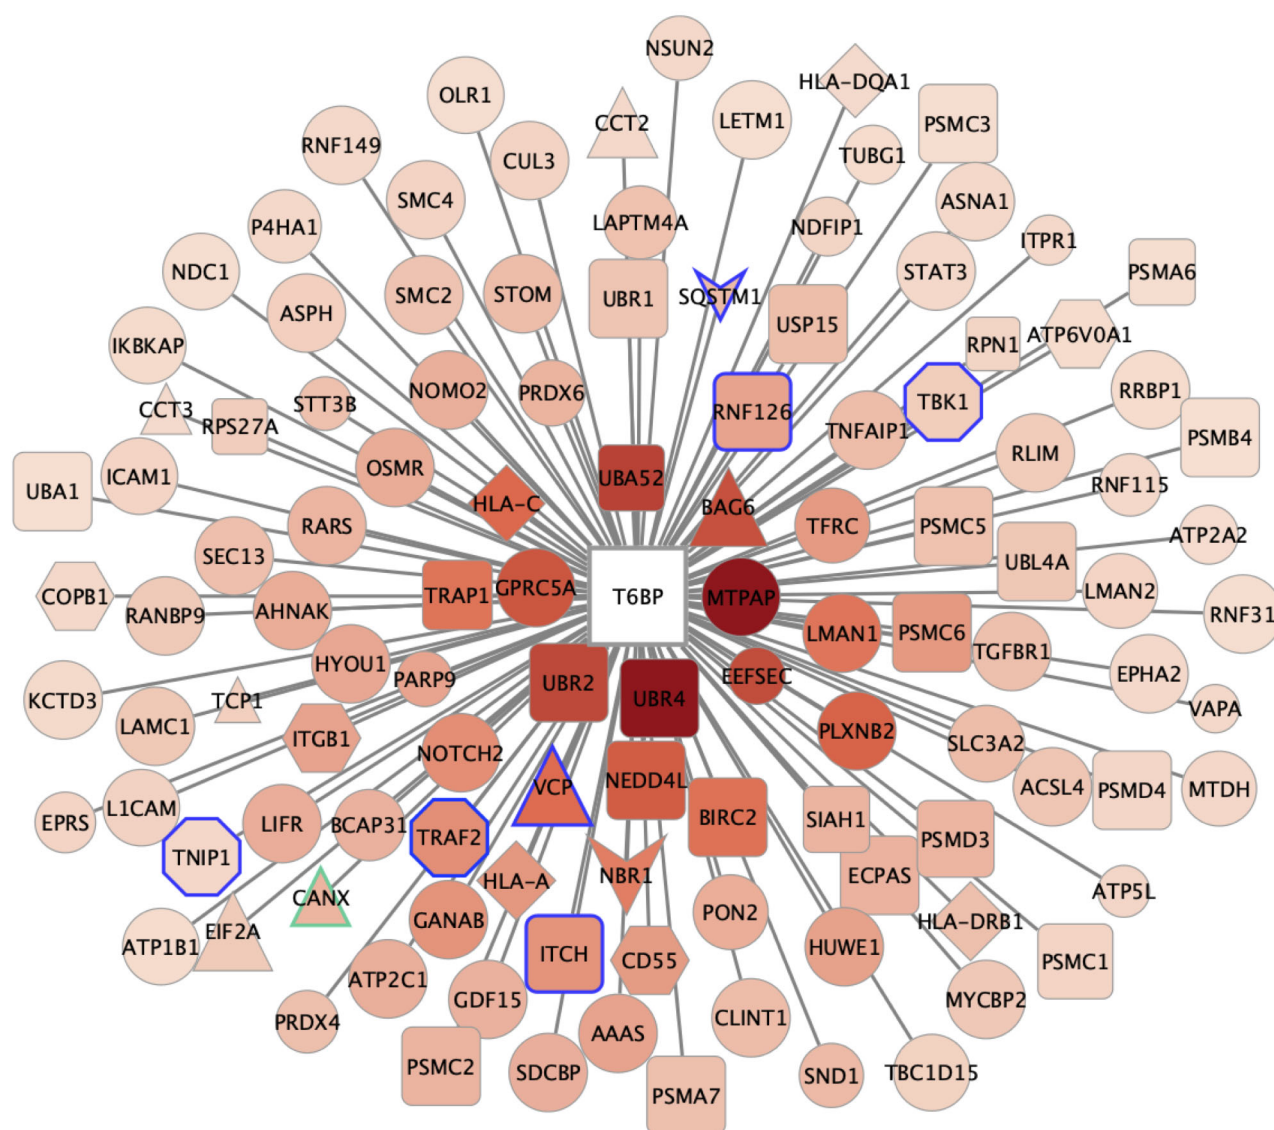 NSUN2
HLA-DQA1
OLR1
CCT2
LETM1
PSMC3
RNF149
CUL3
TUBG1
SMC4
ASNA1
P4HA1
LAPTM4A
NDFIP1
ITPR1
NDC1
STAT3
PSMA6
SMC2
STOM
UBR1
SQSTM1
ASPH
USP15
IKBKAP
RPN1
ATP6V0A1
NOMO2
PRDX6
RRBP1
CCT3
STT3B
RNF126
TBK1
RPS27A
TNFAIP1
PSMB4
OSMR
RLIM
ICAM1
UBA52
RNF115
UBA1
HLA-C
BAG6
RARS
TFRC
PSMC5
ATP2A2
SEC13
UBL4A
COPB1
TRAP1
GPRC5A
T6BP
MTPAP
LMAN2
RANBP9
AHNAK
RNF31
LMAN1
PSMC6
HYOU1
TGFBR1
PARP9
UBR2
EEFSEC
EPHA2
KCTD3
TCP1
UBR4
VAPA
LAMC1
ITGB1
PLXNB2
SLC3A2
NOTCH2
VCP
NEDD4L
ACSL4
PSMD4
MTDH
L1CAM
EPRS
LIFR
BCAP31
BIRC2
SIAH1
TRAF2
PSMD3
TNIP1
NBR1
ECPAS
HLA-A
CANX
ATP5L
PON2
GANAB
HLA-DRB1
EIF2A
ATP1B1
ITCH
CD55
HUWE1
PSMC1
ATP2C1
GDF15
MYCBP2
PRDX4
CLINT1
AAAS
PSMC2
SDCBP
SND1
TBC1D15
PSMA7